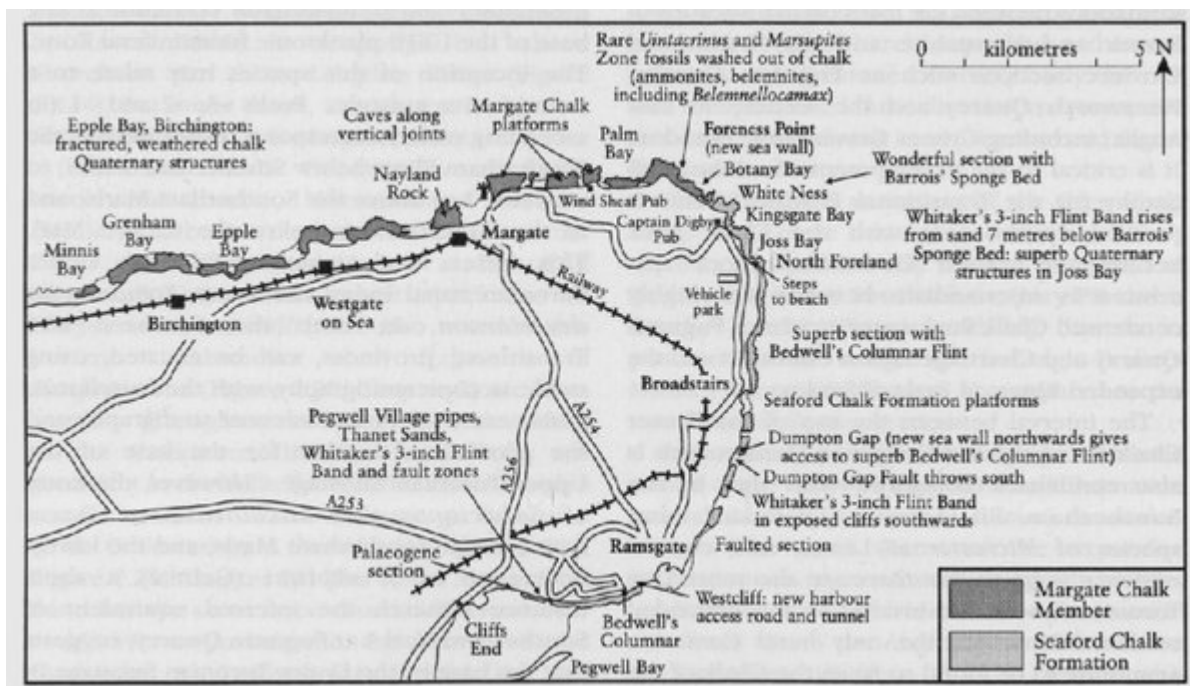 Rare Uintacrinus and Marsupites
Zone fossils washed out of chalk
(ammonites, belemnites,
including Belemnellocamax)
0 kilometres 5
N
Margate Chalk
platforms
Caves along
vertical joints
Epple Bay, Birchington:
fractured, weathered chalk
Quaternary structures
Palm
Bay
Foreness Point
(new sea wall)
Botany Bay
White Ness
Wonderful section with
Barrois' Sponge Bed
Nayland
Rock
Wind Sheaf Pub
Captain Digby
Pub
Kingsgate Bay
Grenham
Bay
Epple
Bay
Minnis
Bay
Margate
Joss Bay
North Foreland
Whitaker's 3-inch Flint Band rises
from sand 7 metres below Barrois'
Sponge Bed: superb Quaternary
structures in Joss Bay
Railway
Vehicle
park
Steps
to beach
Westgate
on Sea
Birchington
Superb section with
Bedwell's Columnar Flint
Broadstairs
Seaford Chalk Formation platforms
Pegwell Village pipes,
Thanet Sands,
Whitaker's 3-inch Flint
Band and fault zones
A254
A256
A253
Dumpton Gap (new sea wall northwards gives
access to superb Bedwell's Columnar Flint)
Dumpton Gap Fault throws south
Whitaker's 3-inch Flint Band
in exposed cliffs southwards
Ramsgate
Faulted section
Palaeogene
section
Westcliff: new harbour
access road and tunnel
Cliffs
End
Bedwell's
Columnar
Pegwell Bay
Margate Chalk
Member
Seaford Chalk
Formation